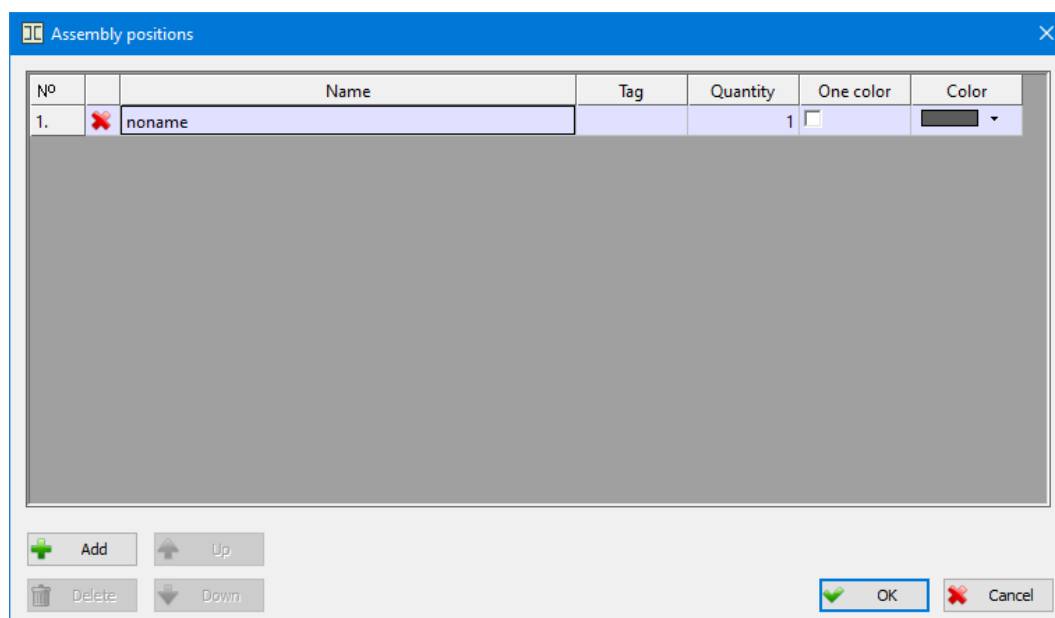 Assembly positions
Nº Name Tag Quantity One color Color
1. noname 1
Add Up
Delete Down OK Cancel